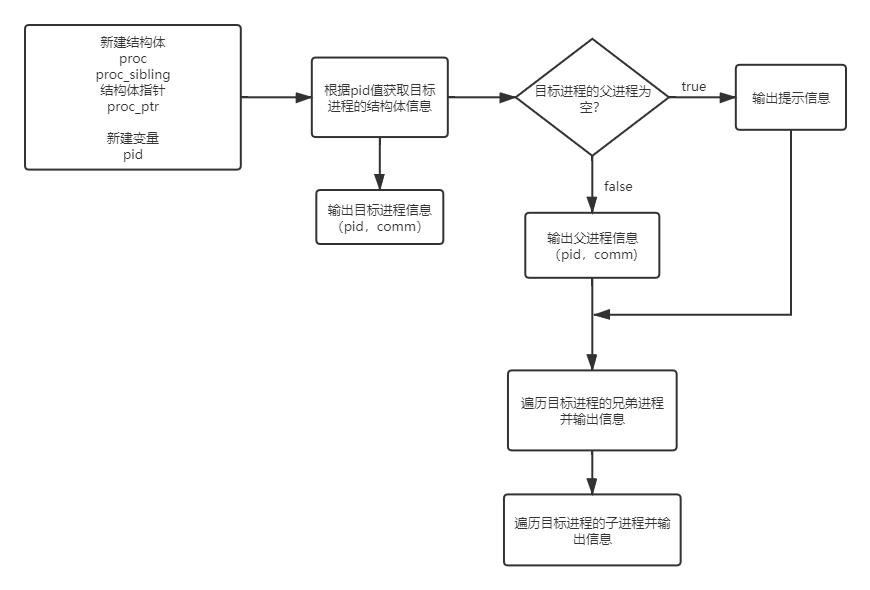 新建结构体
proc
proc_sibling
结构体指针
proc_ptr
新建变量
pid
根据pid值获取目标
进程的结构体信息
输出目标进程信息
（pid，comm）
目标进程的父进程为
空？
true
输出提示信息
false
输出父进程信息
（pid，comm)
遍历目标进程的兄弟进程
并输出信息
遍历目标进程的子进程并输
出信息